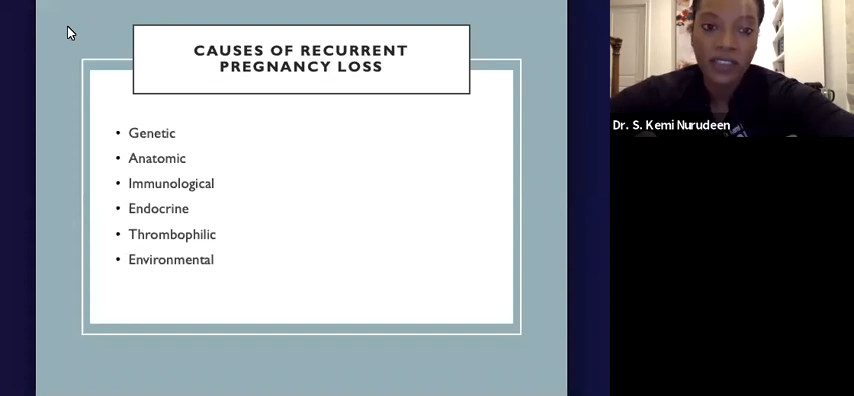 CAUSES OF RECURRENT
PREGNANCY LOSS
• Genetic
• Anatomic
• Immunological
• Endocrine
• Thrombophilic
• Environmental
Dr. S. Kemi Nurudeen